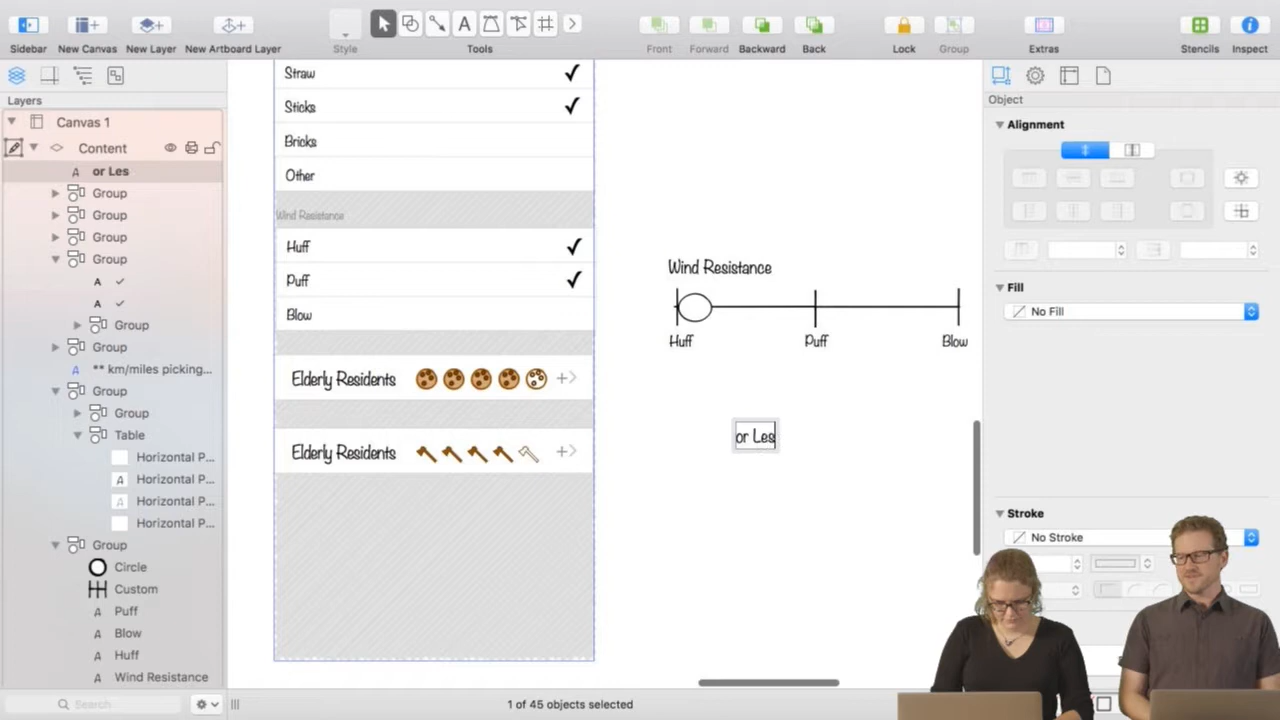 Sidebar New Canvas New Layer New Artboard Layer Style Tools Front Forward Backward Back Lock Group Extras Stencils Inspect
Layers
Canvas 1
Content
or Les
Group
Group
Group
Group
✓
✓
Group
Group
** km/miles picking...
Group
Group
Table
Horizontal P...
Horizontal P...
Horizontal P...
Horizontal P...
Group
Circle
Custom
Puff
Blow
Huff
Wind Resistance
Search...
Straw ✓
Sticks ✓
Bricks
Other
Wind Resistance
Huff ✓
Puff ✓
Blow
Elderly Residents
Elderly Residents
Wind Resistance
Huff Puff Blow
or Les
1 of 45 objects selected
Object
Alignment
Fill
No Fill
Stroke
No Stroke